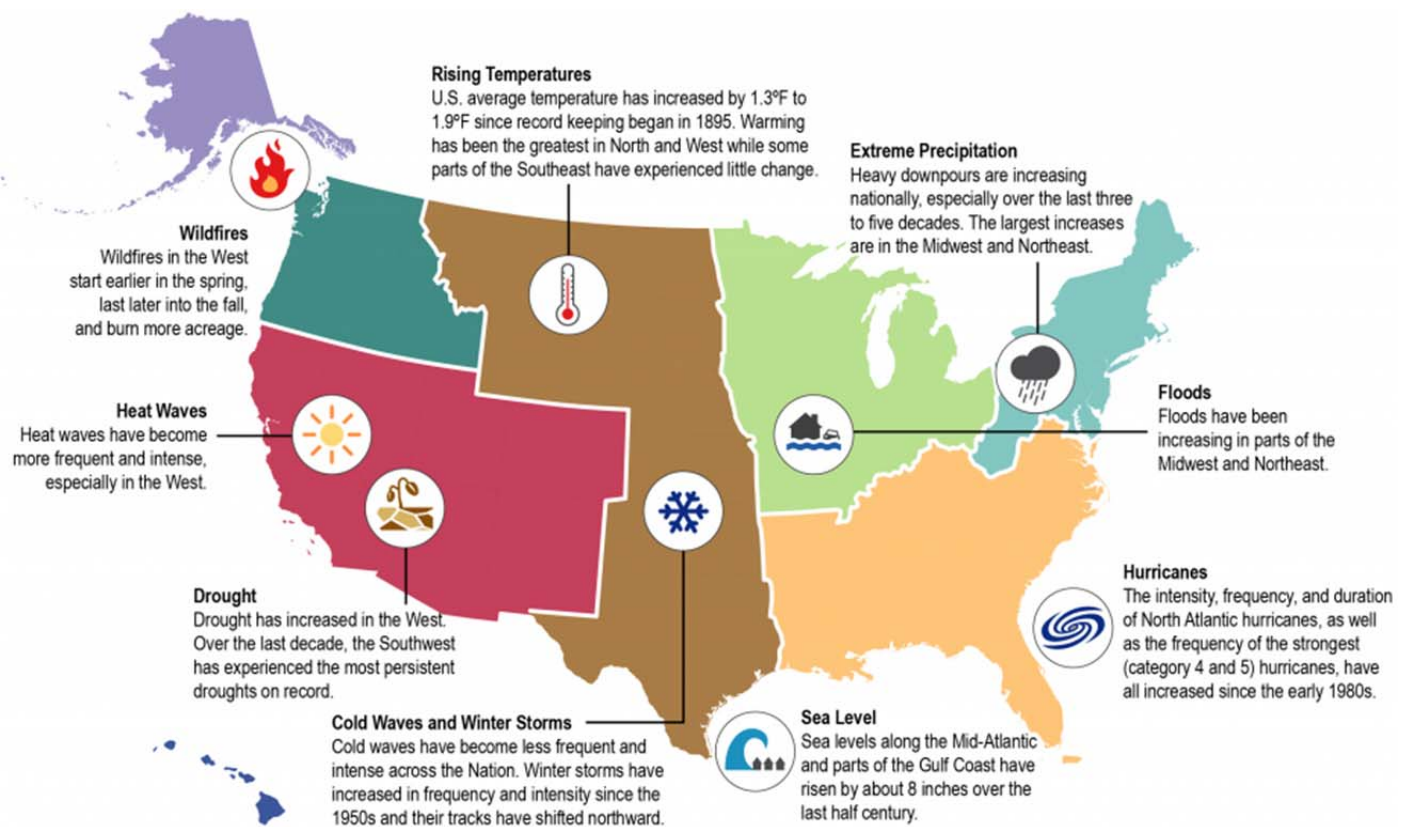 Rising Temperatures
U.S. average temperature has increased by 1.3ºF to
1.9ºF since record keeping began in 1895. Warming
has been the greatest in North and West while some
parts of the Southeast have experienced little change.
Extreme Precipitation
Heavy downpours are increasing
nationally, especially over the last three
to five decades. The largest increases
are in the Midwest and Northeast.
Wildfires
Wildfires in the West
start earlier in the spring,
last later into the fall,
and burn more acreage.
Heat Waves
Heat waves have become
more frequent and intense,
especially in the West.
Floods
Floods have been
increasing in parts of the
Midwest and Northeast.
Drought
Drought has increased in the West.
Over the last decade, the Southwest
has experienced the most persistent
droughts on record.
Hurricanes
The intensity, frequency, and duration
of North Atlantic hurricanes, as well
as the frequency of the strongest
(category 4 and 5) hurricanes, have
all increased since the early 1980s.
Cold Waves and Winter Storms
Cold waves have become less frequent and
intense across the Nation. Winter storms have
increased in frequency and intensity since the
1950s and their tracks have shifted northward.
Sea Level
Sea levels along the Mid-Atlantic
and parts of the Gulf Coast have
risen by about 8 inches over the
last half century.